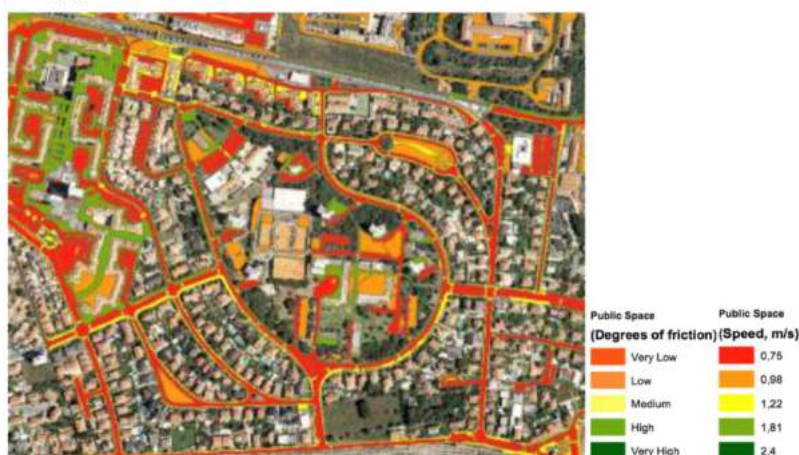 Public Space
(Degrees of friction)
Very Low
Low
Medium
High
Very High
Public Space
(Speed, m/s)
0,75
0,98
1,22
1,81
2,4